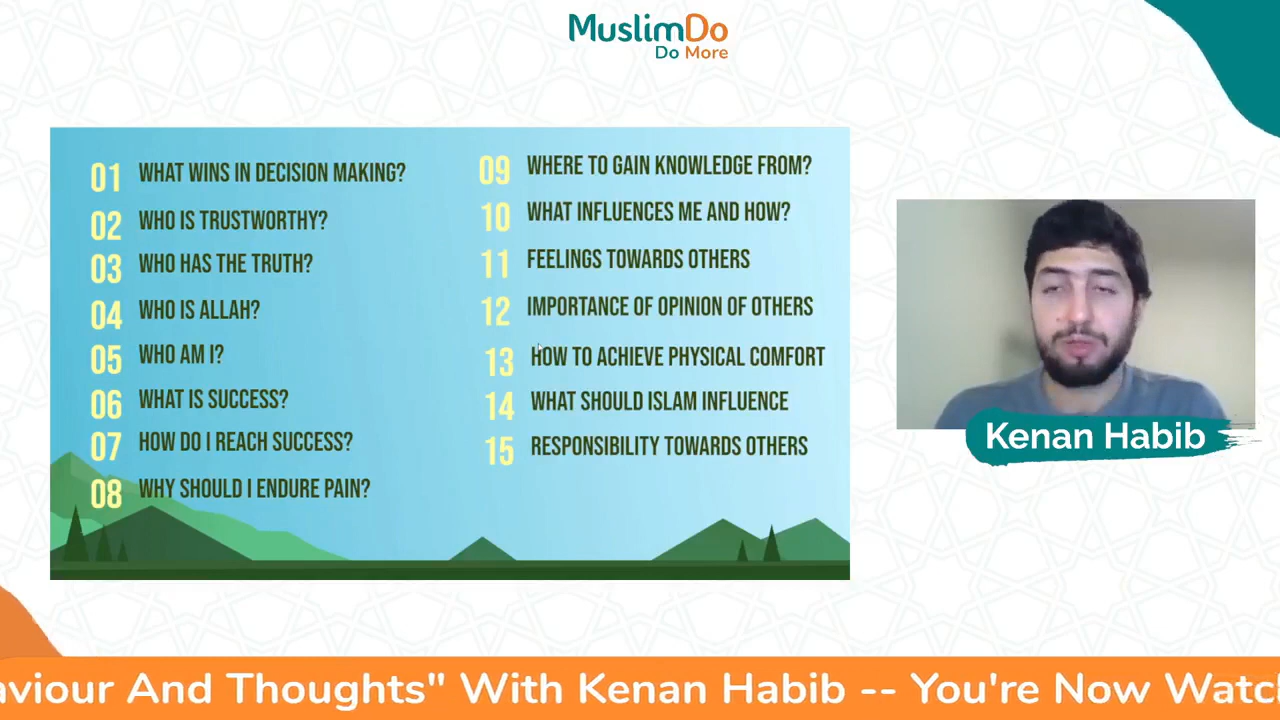 MuslimDo
Do More
01 WHAT WINS IN DECISION MAKING?
02 WHO IS TRUSTWORTHY?
03 WHO HAS THE TRUTH?
04 WHO IS ALLAH?
05 WHO AM I?
06 WHAT IS SUCCESS?
07 HOW DO I REACH SUCCESS?
08 WHY SHOULD I ENDURE PAIN?
09 WHERE TO GAIN KNOWLEDGE FROM?
10 WHAT INFLUENCES ME AND HOW?
11 FEELINGS TOWARDS OTHERS
12 IMPORTANCE OF OPINION OF OTHERS
13 HOW TO ACHIEVE PHYSICAL COMFORT
14 WHAT SHOULD ISLAM INFLUENCE
15 RESPONSIBILITY TOWARDS OTHERS
Kenan Habib
aviour And Thoughts" With Kenan Habib -- You're Now Watc